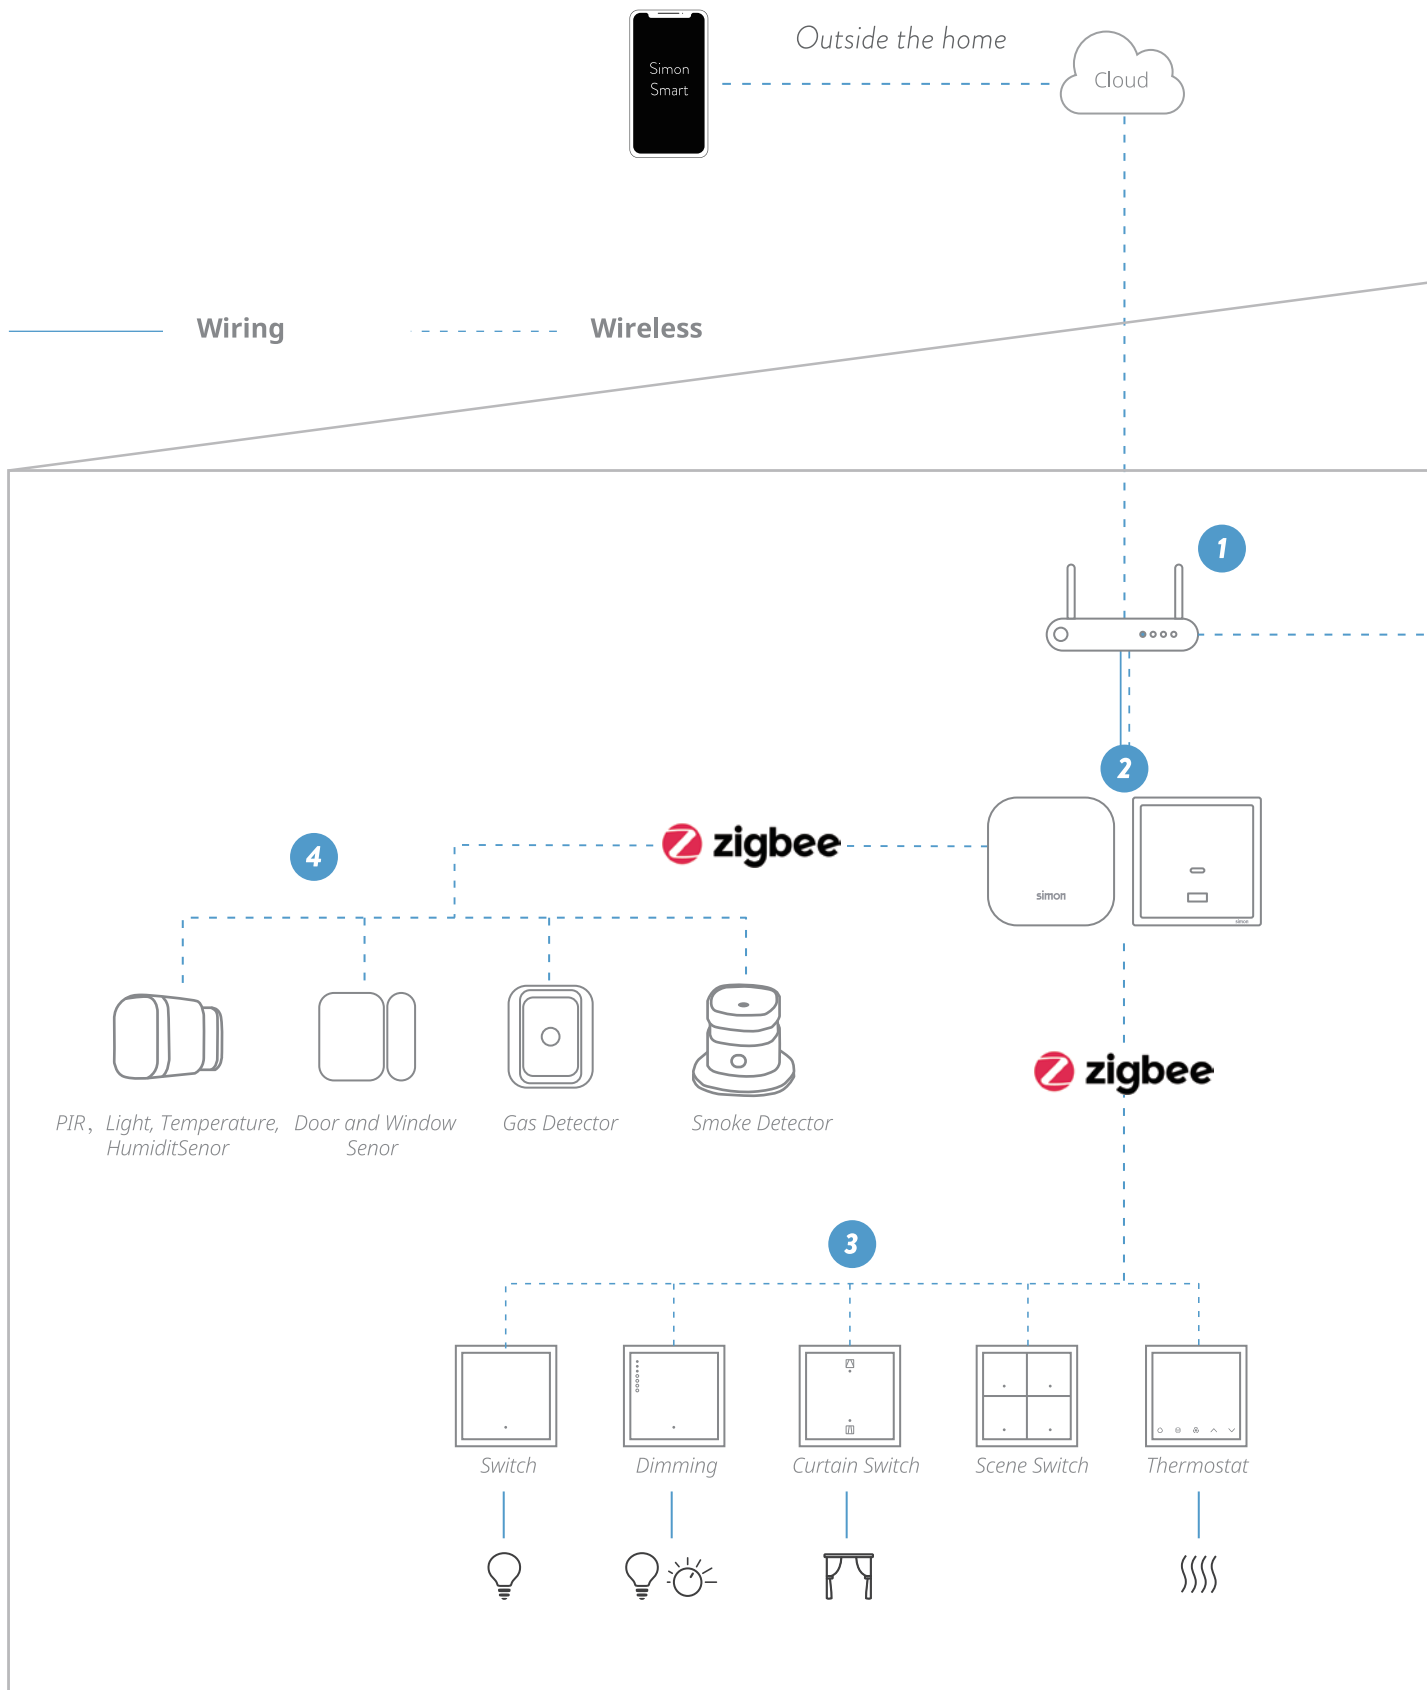 Simon
Smart
Outside the home
Cloud
Wiring
Wireless
1
2
simon
simon
zigbee
4
PIR，Light, Temperature,
HumiditSenor
Door and Window
Senor
Gas Detector
Smoke Detector
zigbee
3
Switch
Dimming
Curtain Switch
Scene Switch
Thermostat